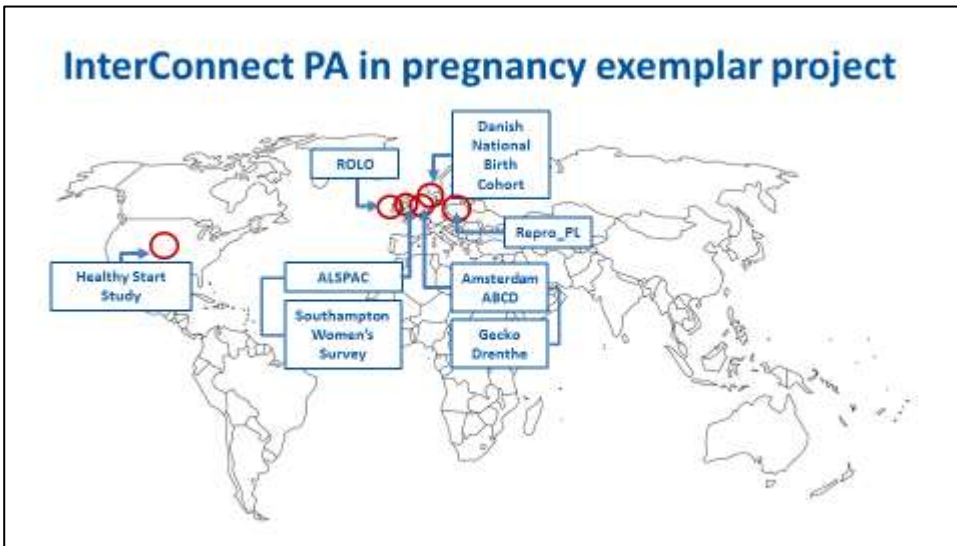 InterConnect PA in pregnancy exemplar project
Danish
National
Birth
Cohort
ROLO
Repro_PL
Healthy Start
Study
ALSPAC
Southampton
Women's
Survey
Amsterdam
ABCD
Gecko
Drenthe